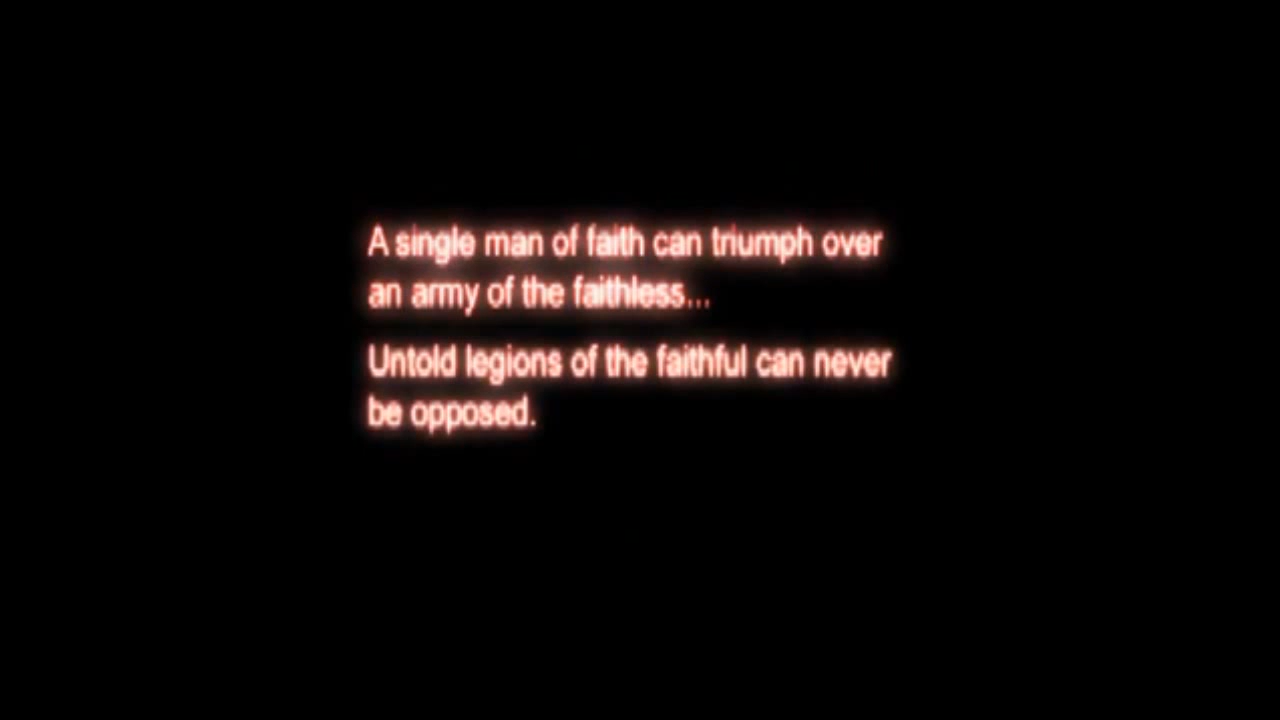 A single man of faith can triumph over
an army of the faithless...
Untold legions of the faithful can never
be opposed.